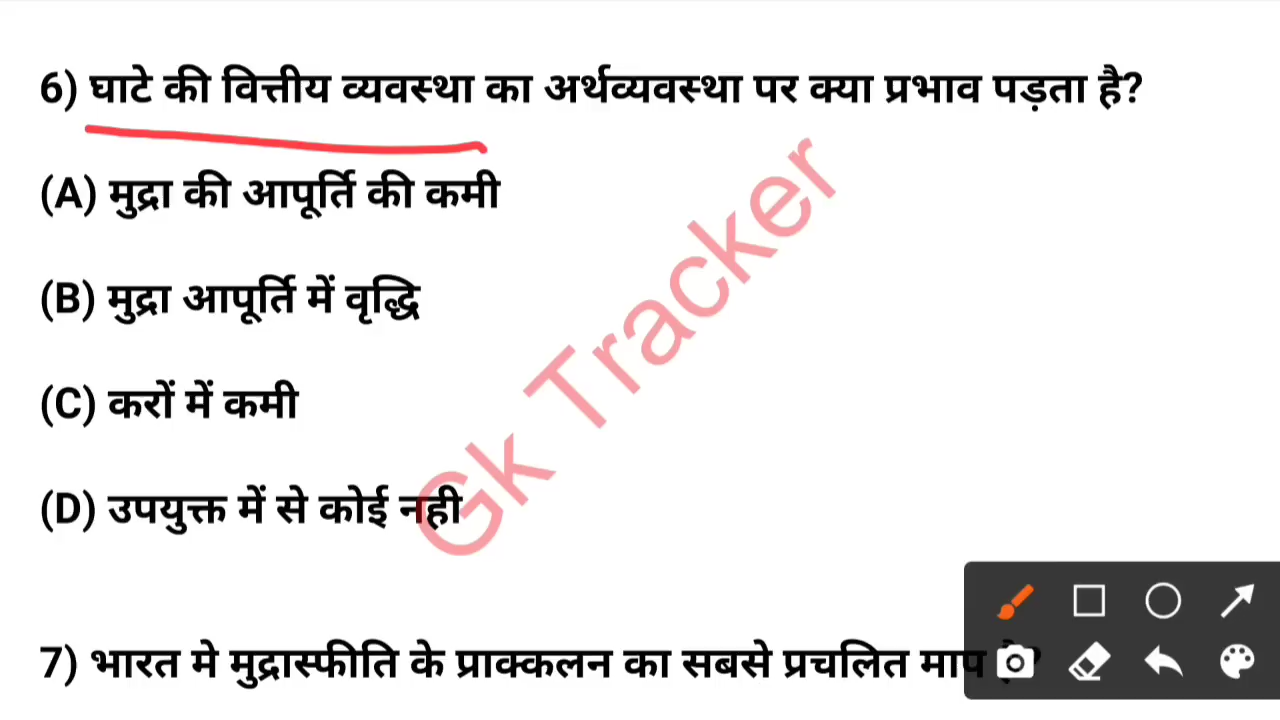 6) घाटे की वित्तीय व्यवस्था का अर्थव्यवस्था पर क्या प्रभाव पड़ता है?
(A) मुद्रा की आपूर्ति की कमी
(B) मुद्रा आपूर्ति में वृद्धि
(C) करों में कमी
(D) उपयुक्त में से कोई नही
Gk Tracker
7) भारत मे मुद्रास्फीति के प्राक्कलन का सबसे प्रचलित माप